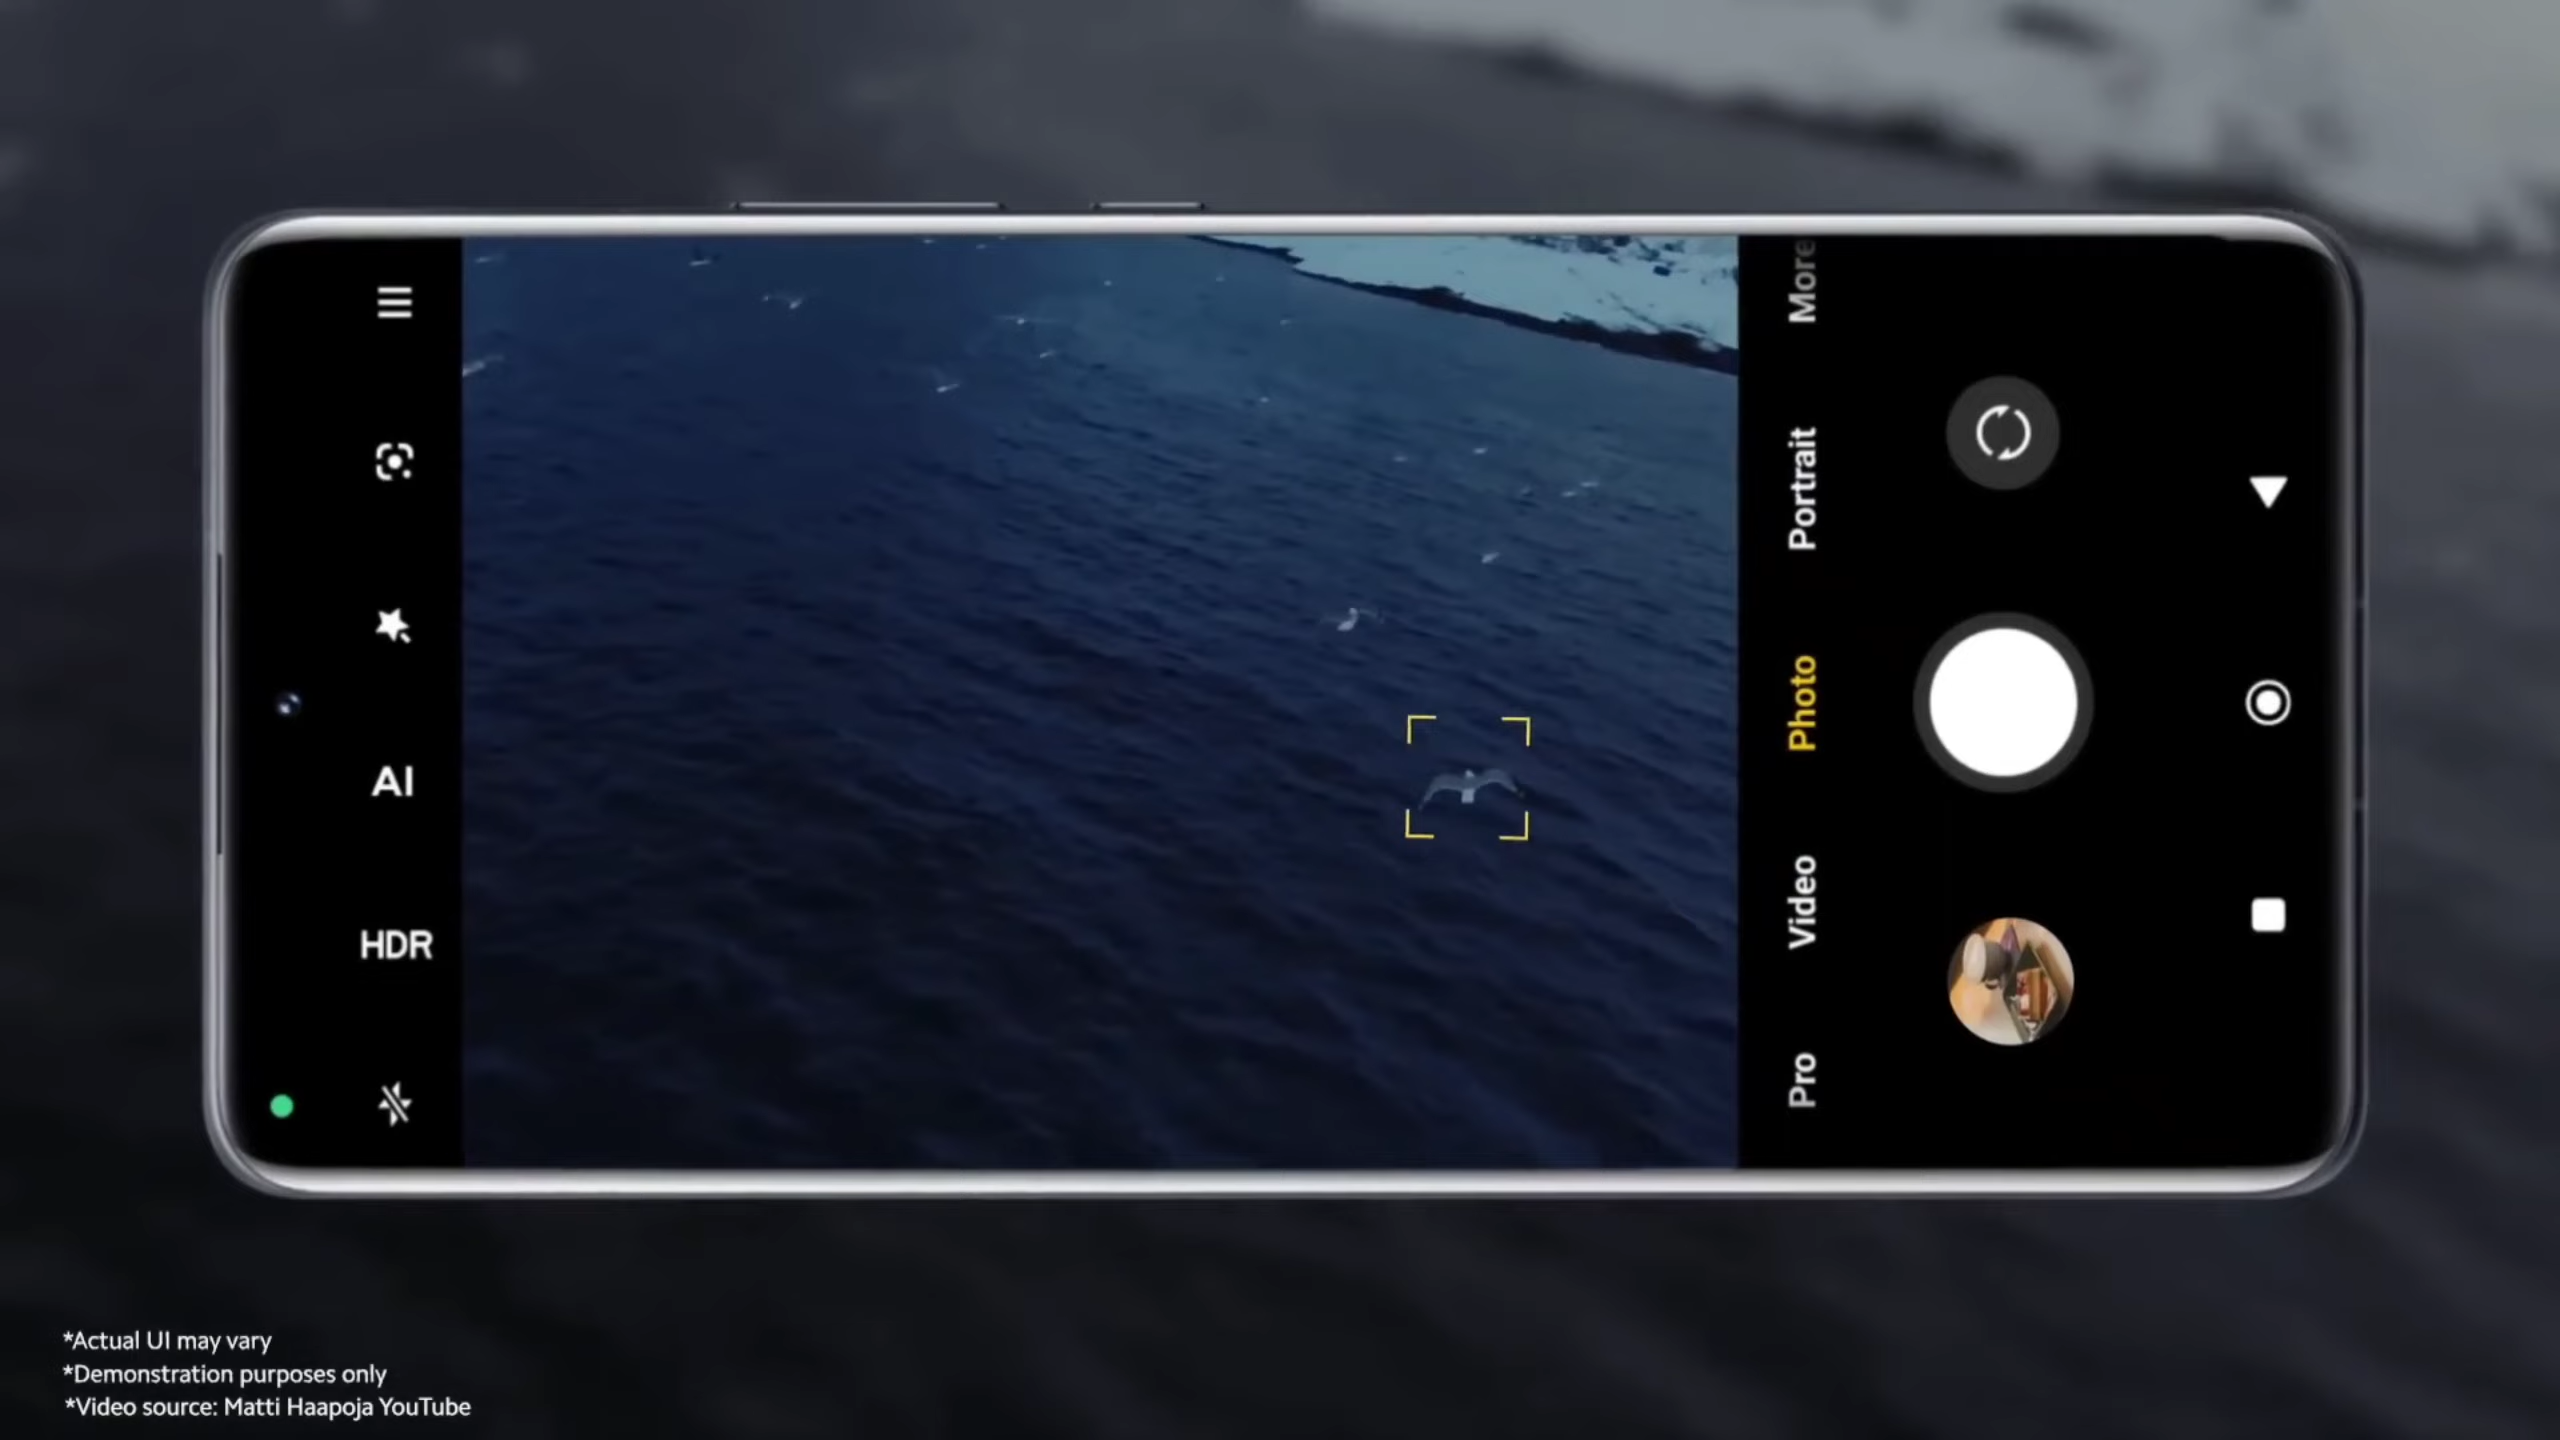 AI
HDR
More
Portrait
Photo
Video
Pro
*Actual UI may vary
*Demonstration purposes only
*Video source: Matti Haapoja YouTube